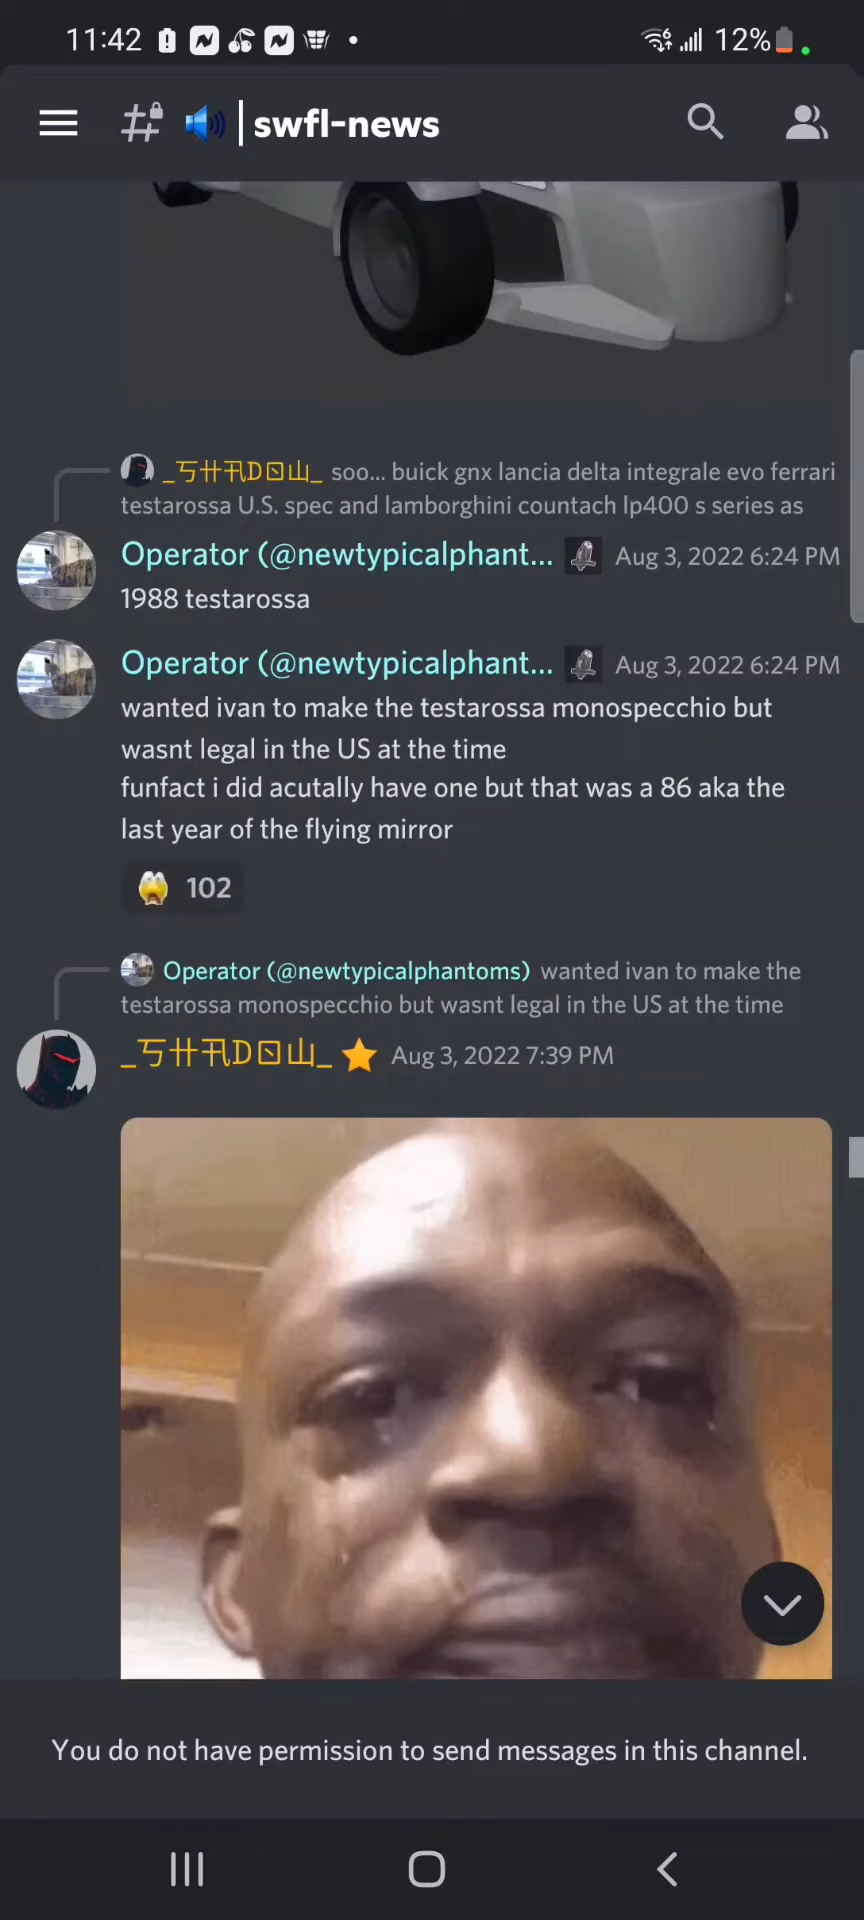 11:42
12%
swfl-news
_丂卄卂D口山_ soo... buick gnx lancia delta integrale evo ferrari
testarossa U.S. spec and lamborghini countach lp400 s series as
Operator (@newtypicalphant... Aug 3, 2022 6:24 PM
1988 testarossa
Operator (@newtypicalphant... Aug 3, 2022 6:24 PM
wanted ivan to make the testarossa monospecchio but
wasnt legal in the US at the time
funfact i did acutally have one but that was a 86 aka the
last year of the flying mirror
102
Operator (@newtypicalphantoms) wanted ivan to make the
testarossa monospecchio but wasnt legal in the US at the time
_丂卄卂D口山_ Aug 3, 2022 7:39 PM
You do not have permission to send messages in this channel.